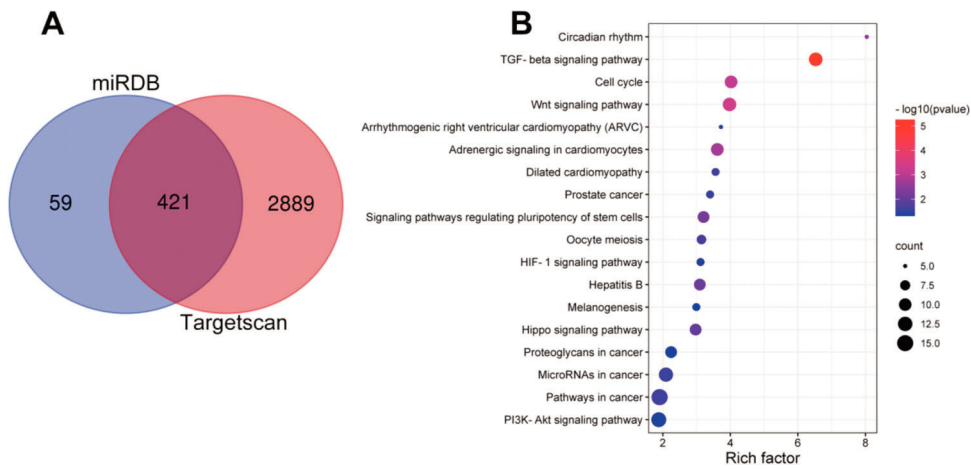 A
miRDB
59
421
2889
Targetscan
B
Circadian rhythm
TGF- beta signaling pathway
Cell cycle
Wnt signaling pathway
Arrhythmogenic right ventricular cardiomyopathy (ARVC)
Adrenergic signaling in cardiomyocytes
Dilated cardiomyopathy
Prostate cancer
Signaling pathways regulating pluripotency of stem cells
Oocyte meiosis
HIF- 1 signaling pathway
Hepatitis B
Melanogenesis
Hippo signaling pathway
Proteoglycans in cancer
MicroRNAs in cancer
Pathways in cancer
PI3K- Akt signaling pathway
2 4 6 8
Rich factor
- log10(pvalue)
5
4
3
2
count
5.0
7.5
10.0
12.5
15.0